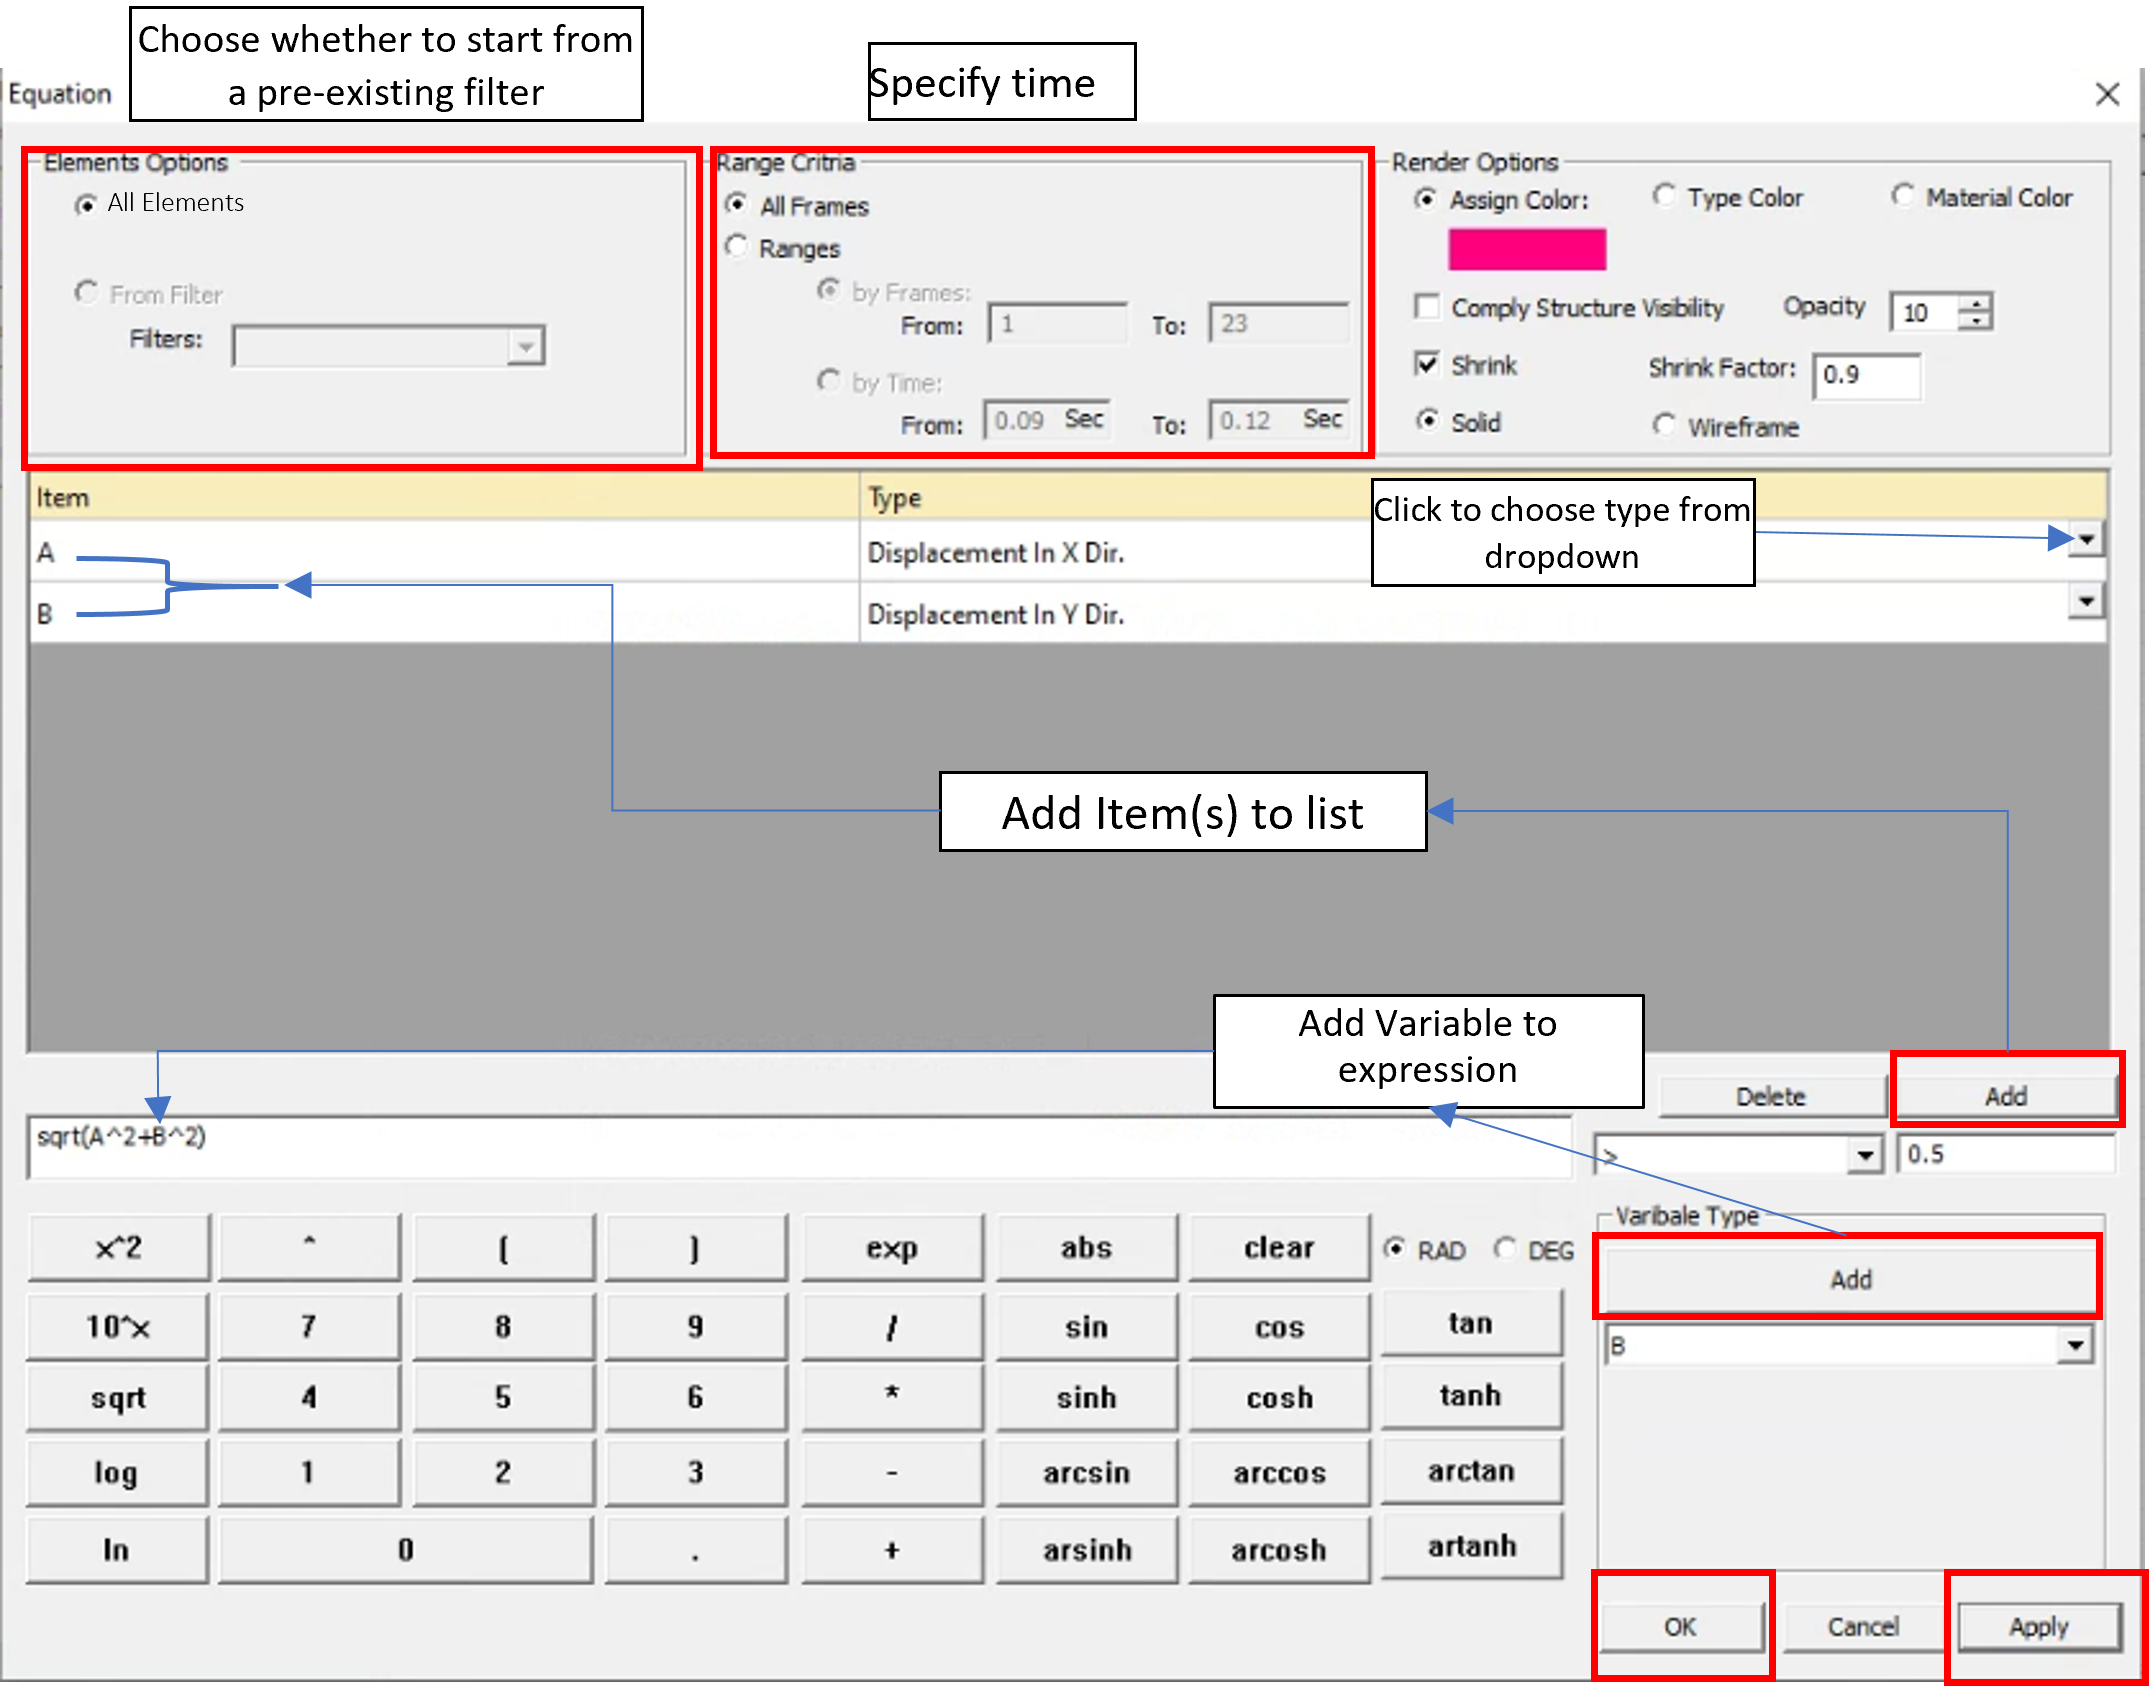 Choose whether to start from
a pre-existing filter
Specify time
Equation
Elements Options
All Elements
From Filter
Filters:
Range Critria
All Frames
Ranges
by Frames:
From: 1 To: 23
by Time:
From: 0.09 Sec To: 0.12 Sec
Render Options
Assign Color: Type Color Material Color
Comply Structure Visibility Opacity 10
Shrink Shrink Factor: 0.9
Solid Wireframe
Item Type
Click to choose type from
dropdown
A Displacement In X Dir.
B Displacement In Y Dir.
Add Item(s) to list
Add Variable to
expression
Delete Add
sqrt(A^2+B^2) > 0.5
x^2 ^ ( ) exp abs clear RAD DEG
10^x 7 8 9 / sin cos tan
sqrt 4 5 6 * sinh cosh tanh
log 1 2 3 - arcsin arccos arctan
ln 0 . + arsinh arcosh artanh
Varibale Type
Add
B
OK Cancel Apply